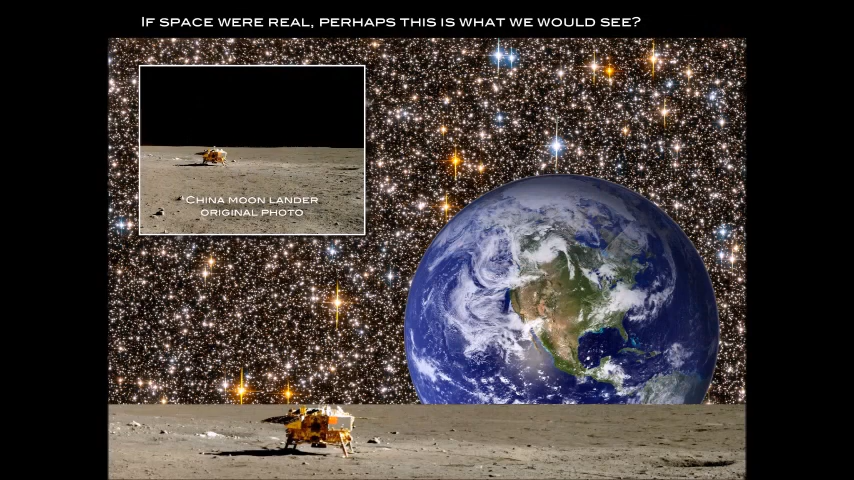 If space were real, perhaps this is what we would see?
*China moon lander
original photo